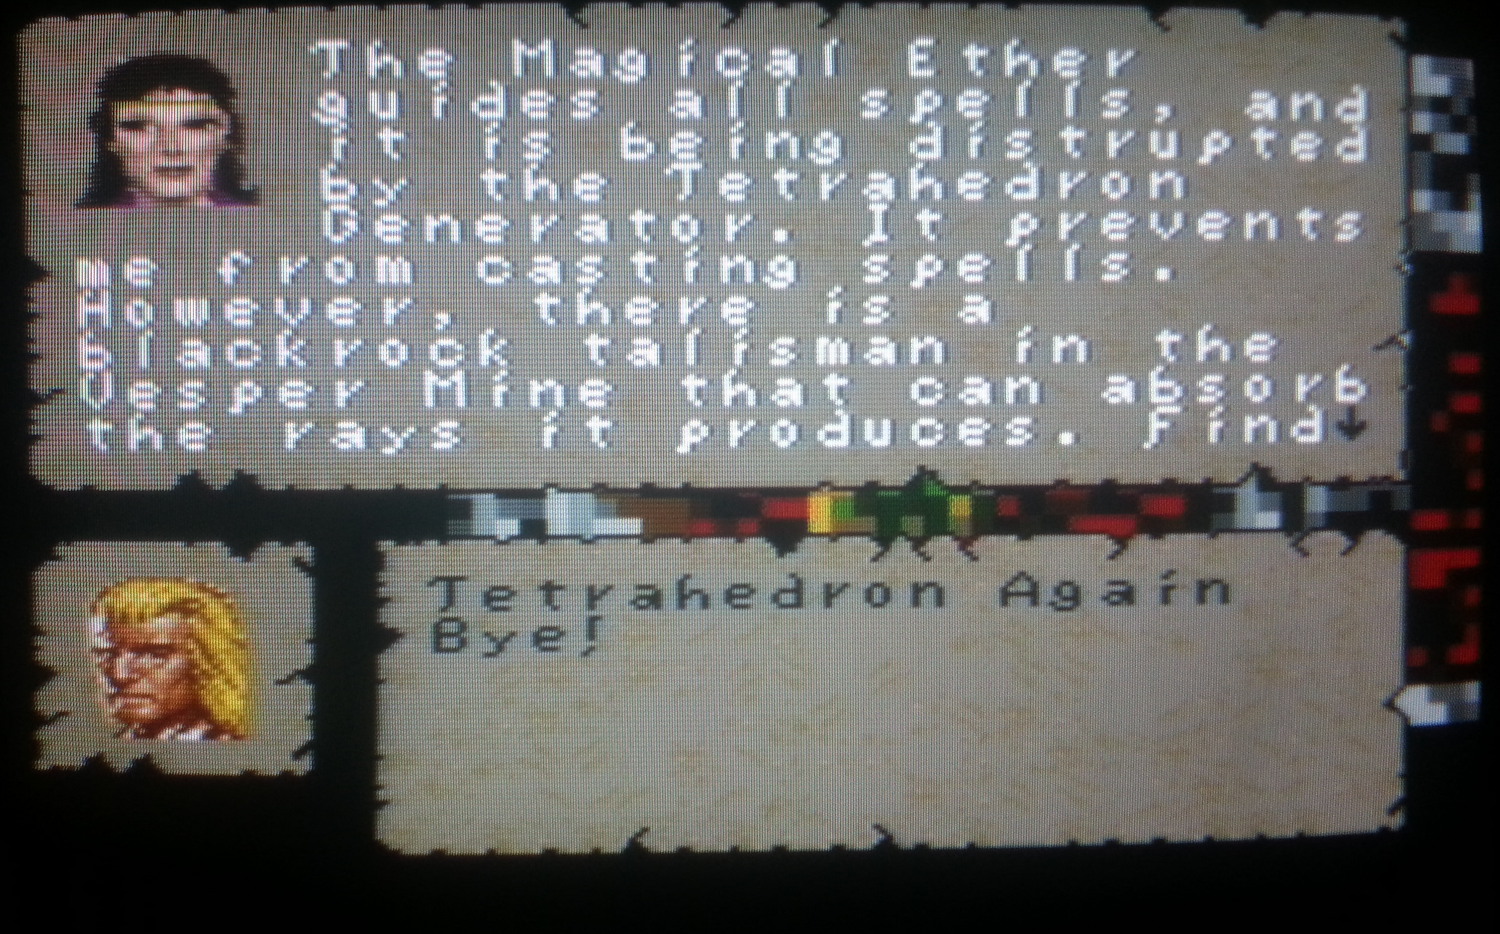 The Magical Ether
guides all spells, and
it is being distrupted
by the Tetrahedron
Generator. It prevents
me from casting spells.
However, there is a
blackrock talisman in the
Vesper Mine that can absorb
the rays it produces. Find
Tetrahedron Again
Bye!